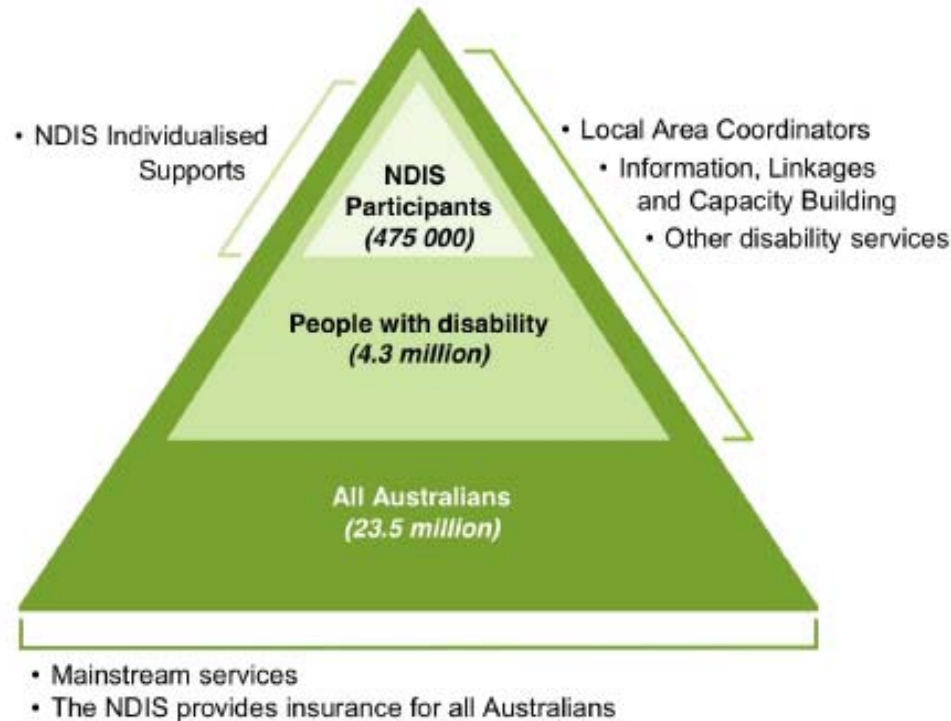 • NDIS Individualised
Supports
• Local Area Coordinators
• Information, Linkages
and Capacity Building
• Other disability services
NDIS
Participants
(475 000)
People with disability
(4.3 million)
All Australians
(23.5 million)
• Mainstream services
• The NDIS provides insurance for all Australians